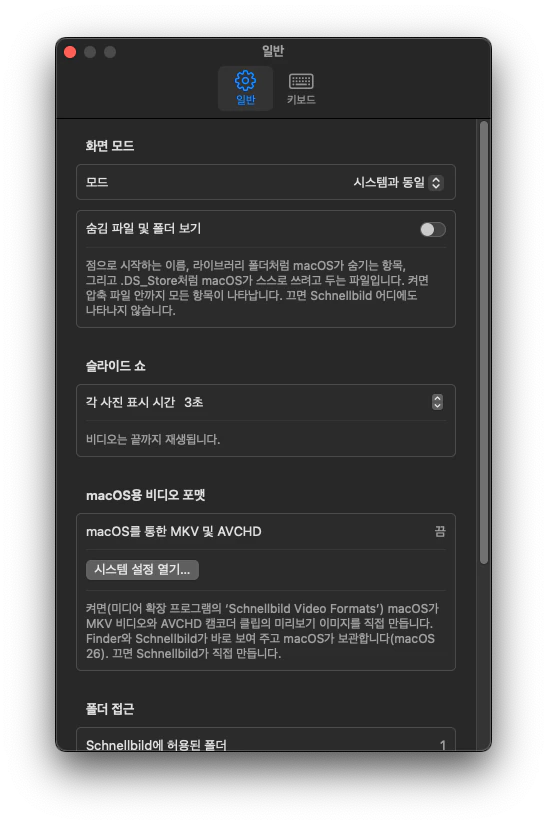 일반
일반
키보드
화면 모드
모드
시스템과 동일
숨김 파일 및 폴더 보기
점으로 시작하는 이름, 라이브러리 폴더처럼 macOS가 숨기는 항목,
그리고 .DS_Store처럼 macOS가 스스로 쓰려고 두는 파일입니다. 켜면
압축 파일 안까지 모든 항목이 나타납니다. 끄면 Schnellbild 어디에도
나타나지 않습니다.
슬라이드 쇼
각 사진 표시 시간 3초
비디오는 끝까지 재생됩니다.
macOS용 비디오 포맷
macOS를 통한 MKV 및 AVCHD
끔
시스템 설정 열기...
켜면(미디어 확장 프로그램의 ‘Schnellbild Video Formats’) macOS가
MKV 비디오와 AVCHD 캠코더 클립의 미리보기 이미지를 직접 만듭니다.
Finder와 Schnellbild가 바로 보여 주고 macOS가 보관합니다(macOS
26). 끄면 Schnellbild가 직접 만듭니다.
폴더 접근
Schnellbild에 허용된 폴더
1